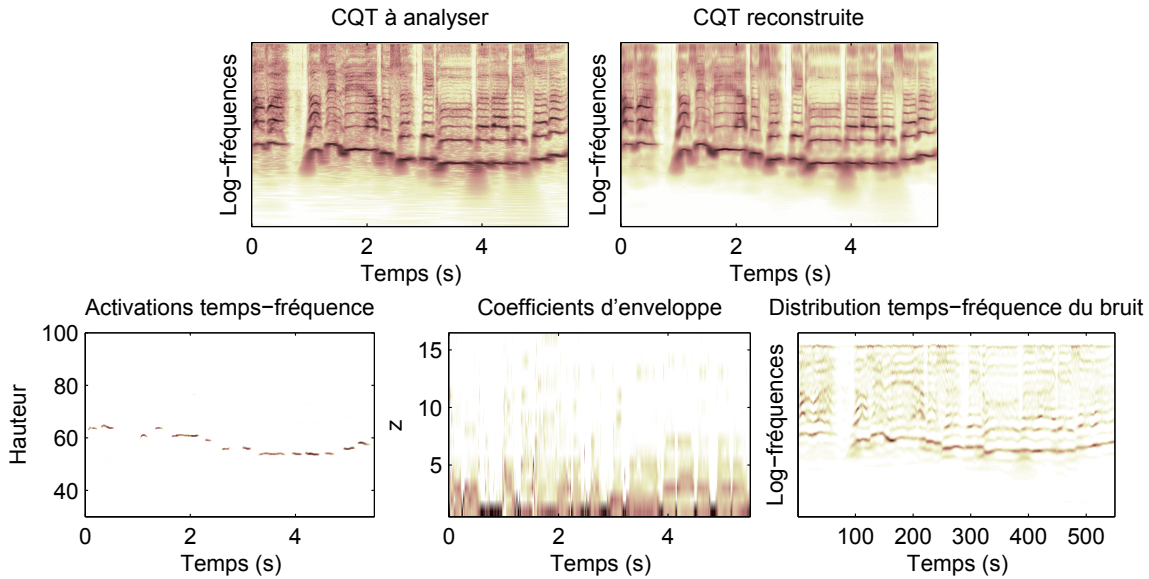 CQT à analyser
CQT reconstruite
Log−fréquences
Log−fréquences
0 2 4
0 2 4
Temps (s)
Temps (s)
Activations temps−fréquence
Coefficients d'enveloppe
Distribution temps−fréquence du bruit
Hauteur
100
80
60
40
z
15
10
5
Log−fréquences
0 2 4
0 2 4
100 200 300 400 500
Temps (s)
Temps (s)
Temps (s)